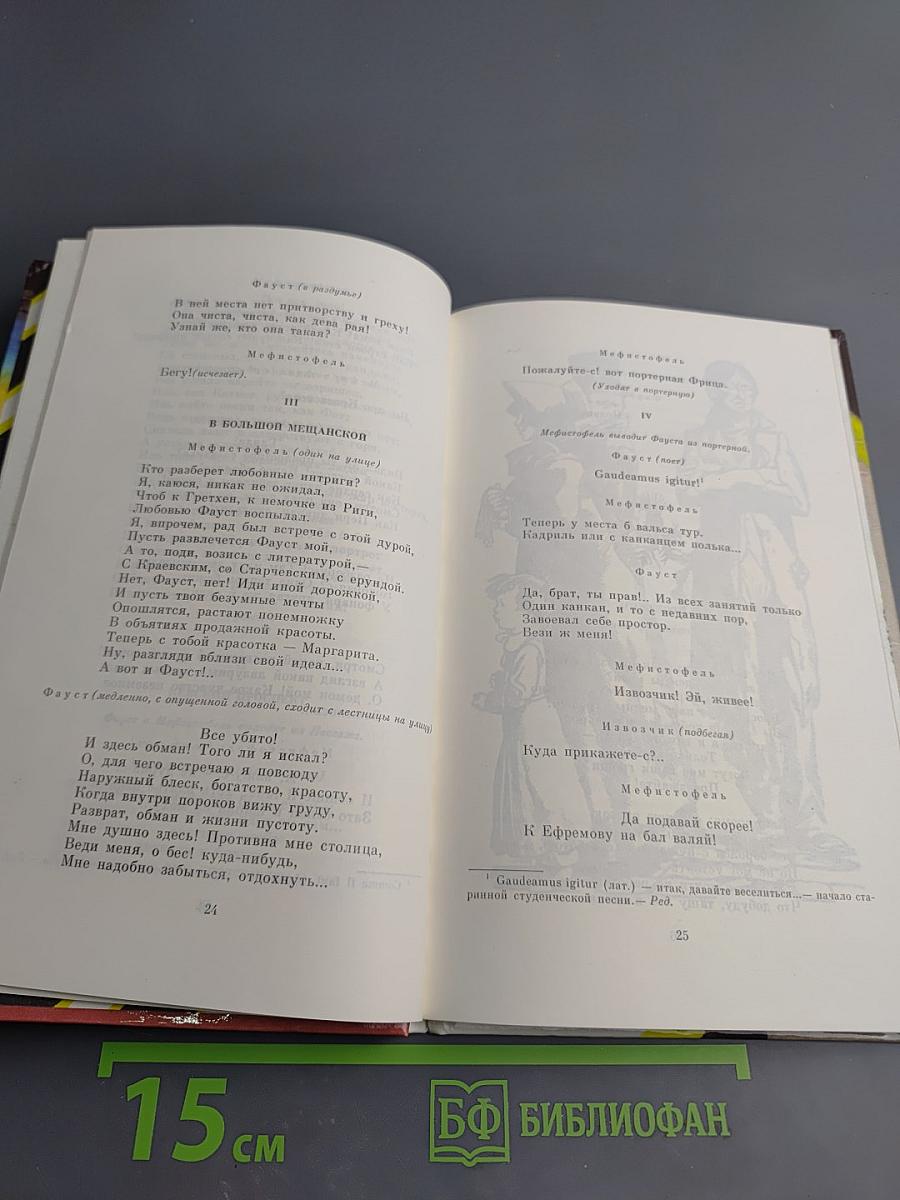 Фауст (в раздумье)
В ней места нет притворству и греху!
Она чиста, чиста, как дева рая!
Узнай же, кто она такая?
Мефистофель
Бегу! (исчезает).
III
В БОЛЬШОЙ МЕЩАНСКОЙ
Мефистофель (один на улице)
Кто разберет любовные интриги?
Я, каюся, никак не ожидал,
Чтоб к Гретхен, к немочке из Риги,
Любовью Фауст воспылал.
Я, впрочем, рад был встрече с этой дурой,
Пусть развлечется Фауст мой,
А то, поди, возись с литературой,—
С Краевским, со Старчевским, с ерундой.
Нет, Фауст, нет! Иди иной дорожкой,
И пусть твои безумные мечты
Опошлятся, растают понемножку
В объятиях продажной красоты.
Теперь с тобой красотка — Маргарита.
Ну, разгляди вблизи свой идеал...
А вот и Фауст!..
Фауст (медленно, с опущенной головой, сходит с лестницы на улицу)
Все убито!
И здесь обман! Того ли я искал?
О, для чего встречаю я повсюду
Наружный блеск, богатство, красоту,
Когда внутри пороков вижу груду,
Разврат, обман и жизни пустоту.
Мне душно здесь! Противна мне столица,
Веди меня, о бес! куда-нибудь,
Мне надобно забыться, отдохнуть...
24
Мефистофель
Пожалуйте-с! вот портерная Фрица.
(Уходят в портерную)
IV
Мефистофель выводит Фауста из портерной.
Фауст (поет)
Gaudeamus igitur!¹
Мефистофель
Теперь у места б вальса тур.
Кадриль или с канканцем полька...
Фауст
Да, брат, ты прав!.. Из всех занятий только
Один канкан, и то с недавних пор,
Завоевал себе простор.
Вези ж меня!
Мефистофель
Извозчик! Эй, живее!
Извозчик (подбегая)
Куда прикажете-с?..
Мефистофель
Да подавай скорее!
К Ефремову на бал валяй!
¹ Gaudeamus igitur (лат.) — итак, давайте веселиться...— начало ста-
ринной студенческой песни.— Ред.
25
15 см
БФ БИБЛИОФАН